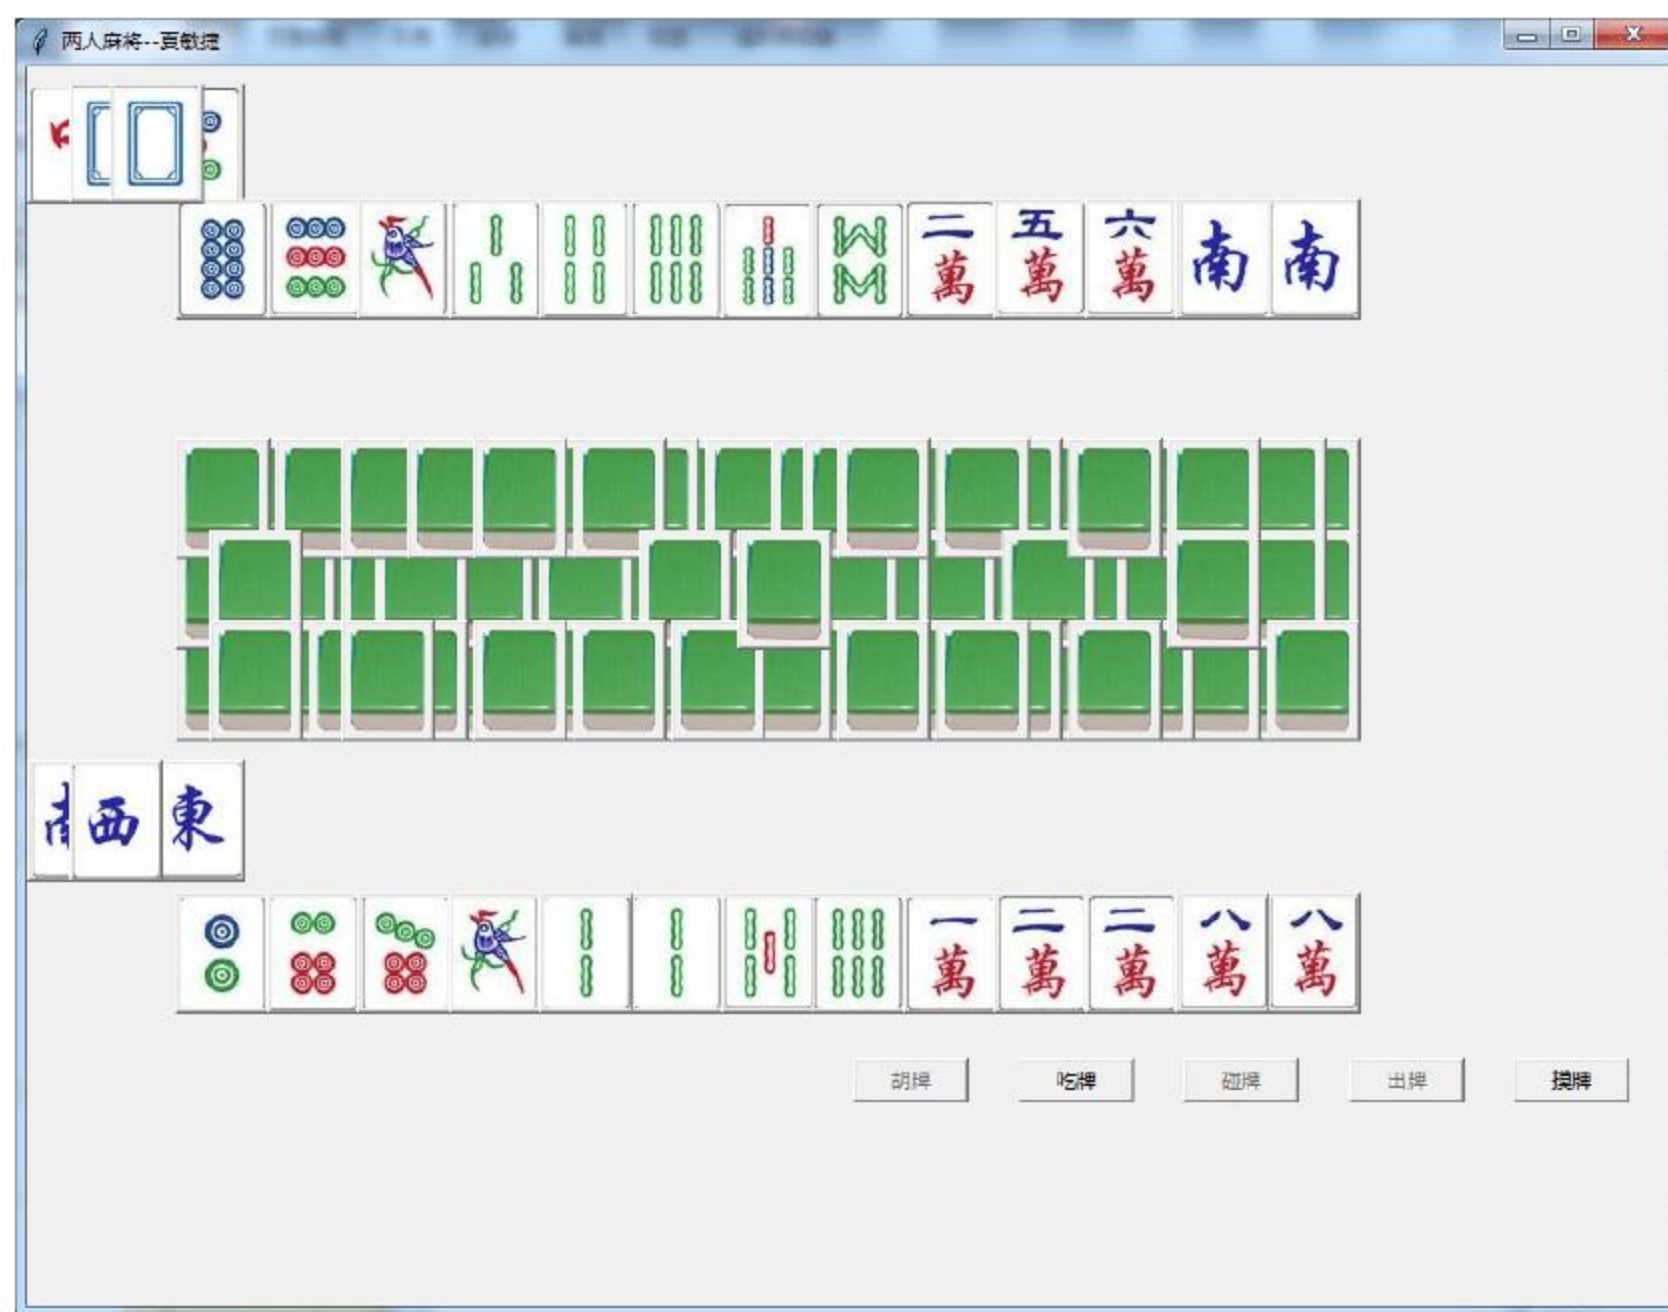 两人麻将--夏敏捷
二 五 六
萬 萬 萬 南 南
西 東
一 二 二 八 八
萬 萬 萬 萬 萬
胡牌 吃牌 碰牌 出牌 摸牌